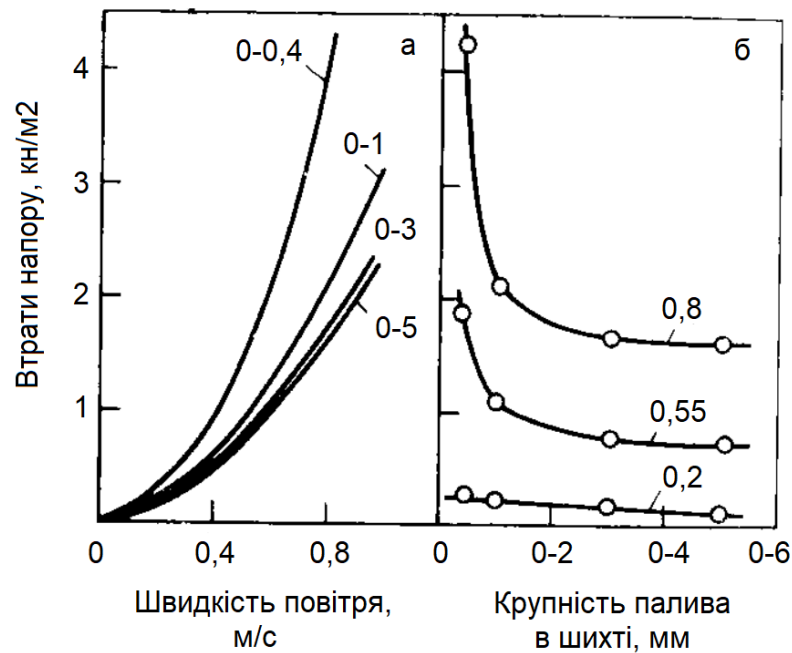 Втрати напору, кн/м2
4
3
2
1
0-0,4
а
0-1
0-3
0-5
б
0,8
0,55
0,2
0
0,4
0,8
0
0-2
0-4
0-6
Швидкість повітря,
м/с
Крупність палива
в шихті, мм